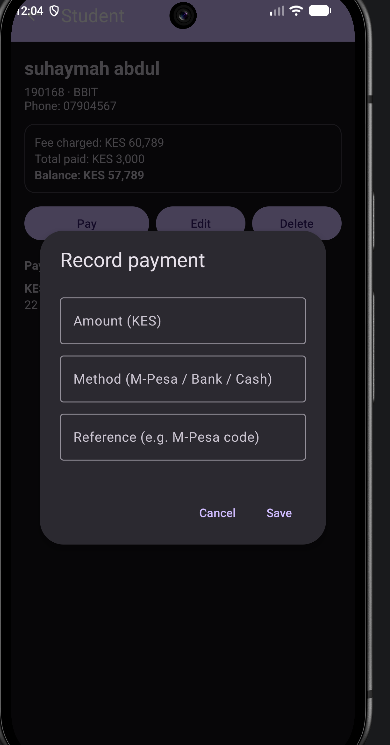 12:04
Student
suhaymah abdul
190168 · BBIT
Phone: 07904567
Fee charged: KES 60,789
Total paid: KES 3,000
Balance: KES 57,789
Pay Edit Delete
Record payment
Amount (KES)
Method (M-Pesa / Bank / Cash)
Reference (e.g. M-Pesa code)
Cancel Save
22